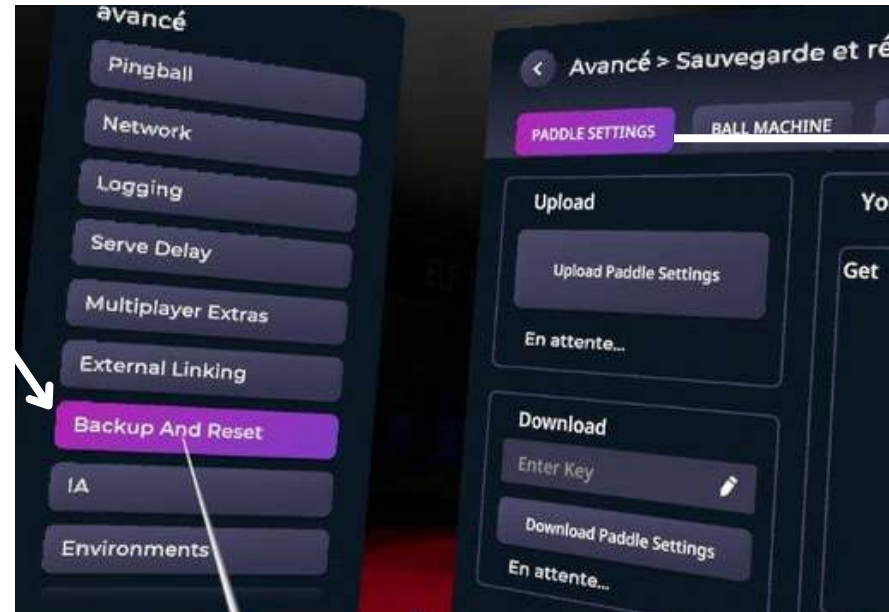 avancé
Pingball
Network
Logging
Serve Delay
Multiplayer Extras
External Linking
Backup And Reset
IA
Environments
Avancé > Sauvegarde et ré
PADDLE SETTINGS
BALL MACHINE
Upload
Upload Paddle Settings
En attente...
Download
Enter Key
Download Paddle Settings
En attente...
Yo
Get